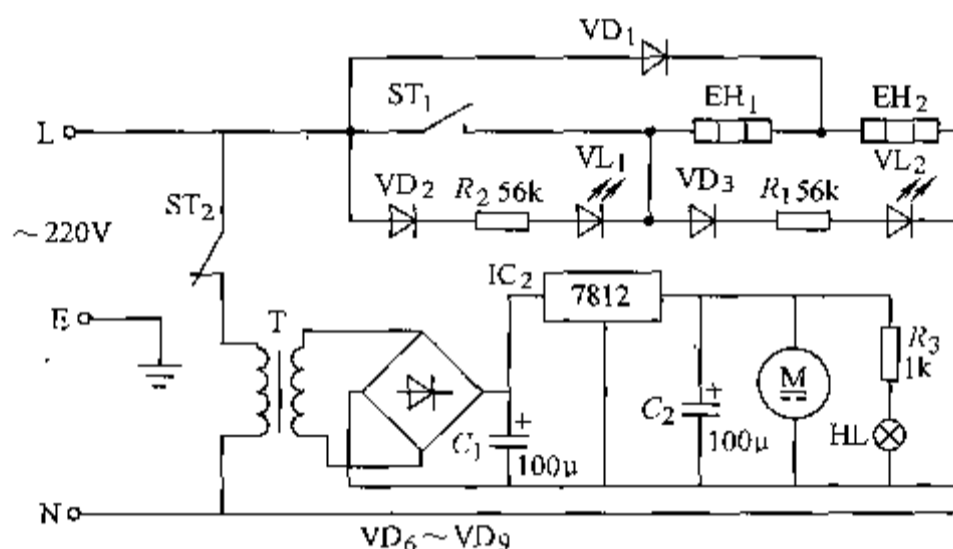 VD1
ST1
EH1
EH2
L
VD2
R2 56k
VL1
VD3
R1 56k
VL2
ST2
~220V
IC2
7812
E
T
R3
1k
M
C1
100μ
C2
100μ
HL
+
+
N
VD6~VD9